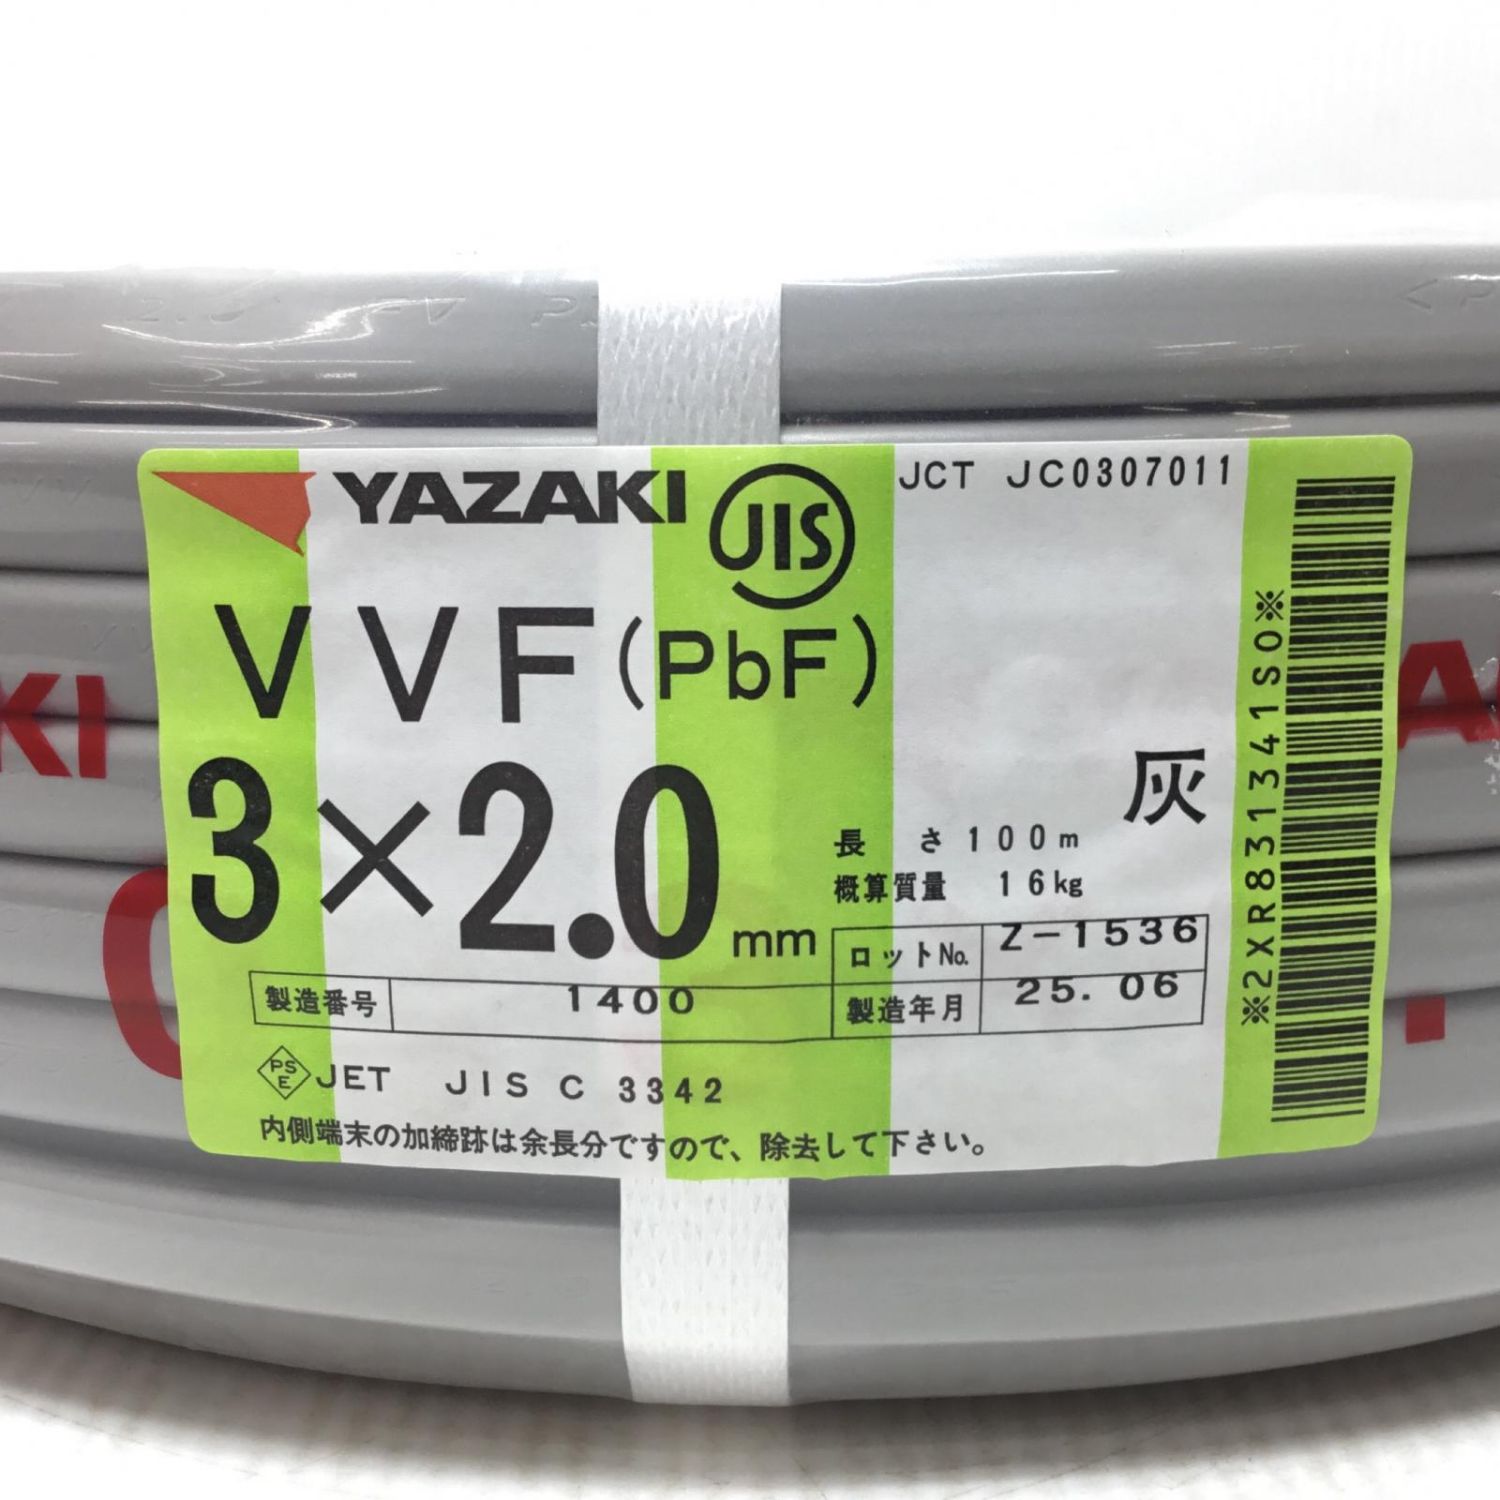 YAZAKI JIS JCT JC0307011
VVF(PbF)
3×2.0mm
灰
長さ100m
概算質量 16kg
ロットNo. Z-1536
製造番号 1400 製造年月 25.06
PSE JET JIS C 3342
内側端末の加締跡は余長分ですので、除去して下さい。
※2XR831341S0※
KI